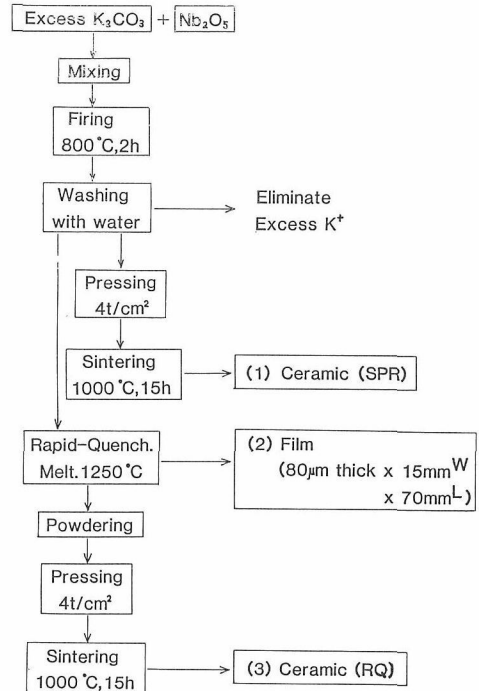 Excess K₂CO₃ + Nb₂O₅
Mixing
Firing
800°C,2h
Washing
with water
Eliminate
Excess K⁺
Pressing
4t/cm²
Sintering
1000°C,15h
(1) Ceramic (SPR)
Rapid-Quench.
Melt.1250°C
(2) Film
(80μm thick x 15mmᵂ
x 70mmᴸ)
Powdering
Pressing
4t/cm²
Sintering
1000°C,15h
(3) Ceramic (RQ)